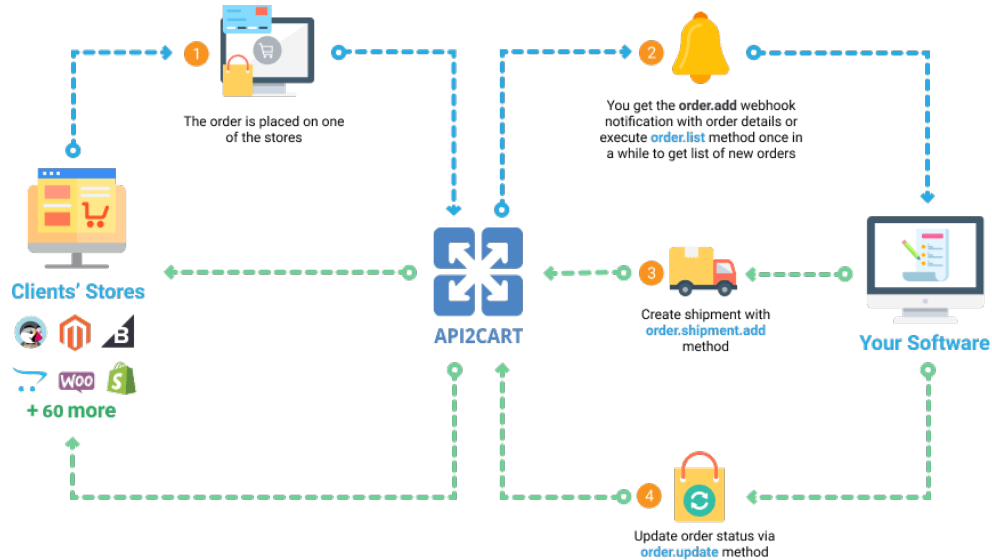 1
The order is placed on one
of the stores
2
You get the order.add webhook
notification with order details or
execute order.list method once in
a while to get list of new orders
Clients’ Stores
B
WOO
S
+ 60 more
API2CART
3
Create shipment with
order.shipment.add
method
Your Software
4
Update order status via
order.update method